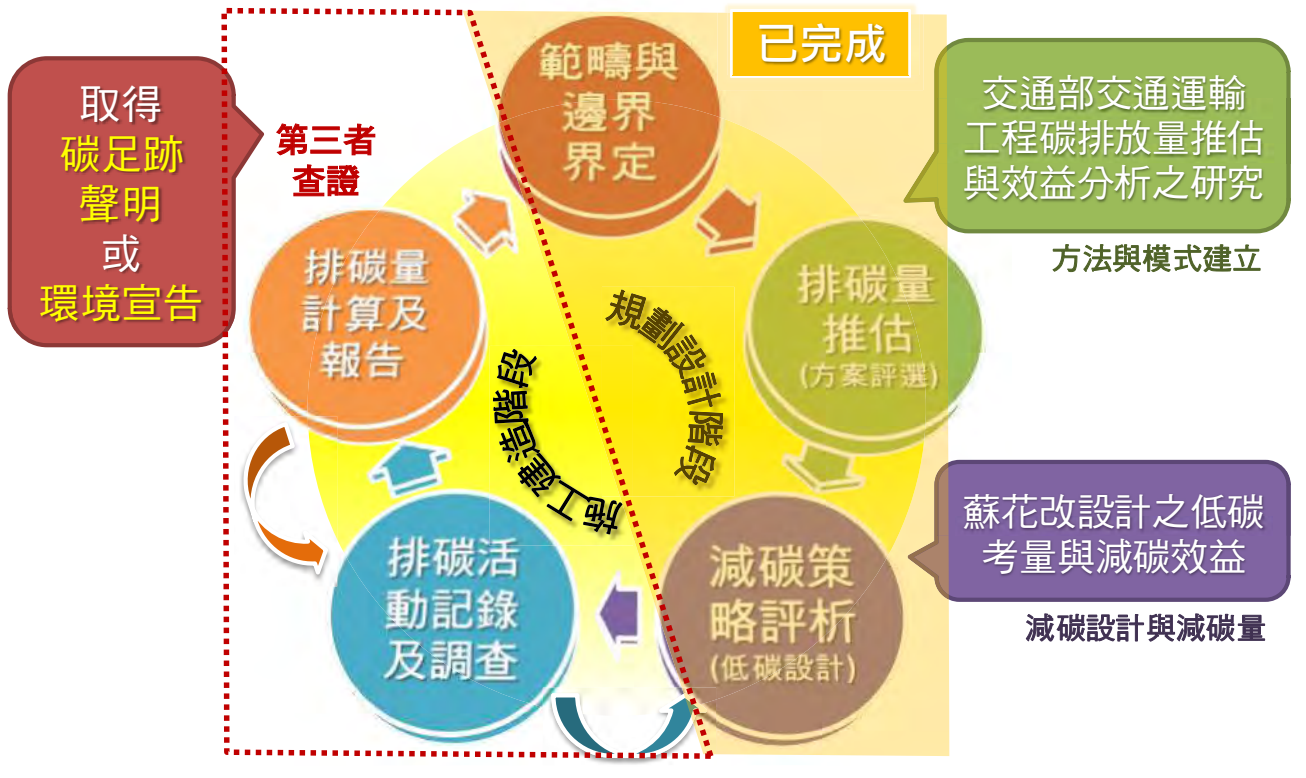 已完成
範疇與
邊界
界定
取得
碳足跡
聲明
或
環境宣告
第三者
查證
交通部交通運輸
工程碳排放量推估
與效益分析之研究
方法與模式建立
排碳量
計算及
報告
排碳量
推估
(方案評選)
規劃設計階段
施工建造階段
排碳活
動記錄
及調查
減碳策
略評析
(低碳設計)
蘇花改設計之低碳
考量與減碳效益
減碳設計與減碳量